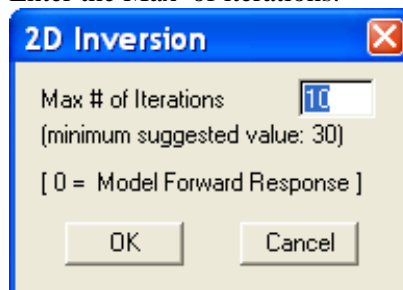 2D Inversion
Max # of Iterations 10
(minimum suggested value: 30)
[ 0 = Model Forward Response ]
OK Cancel